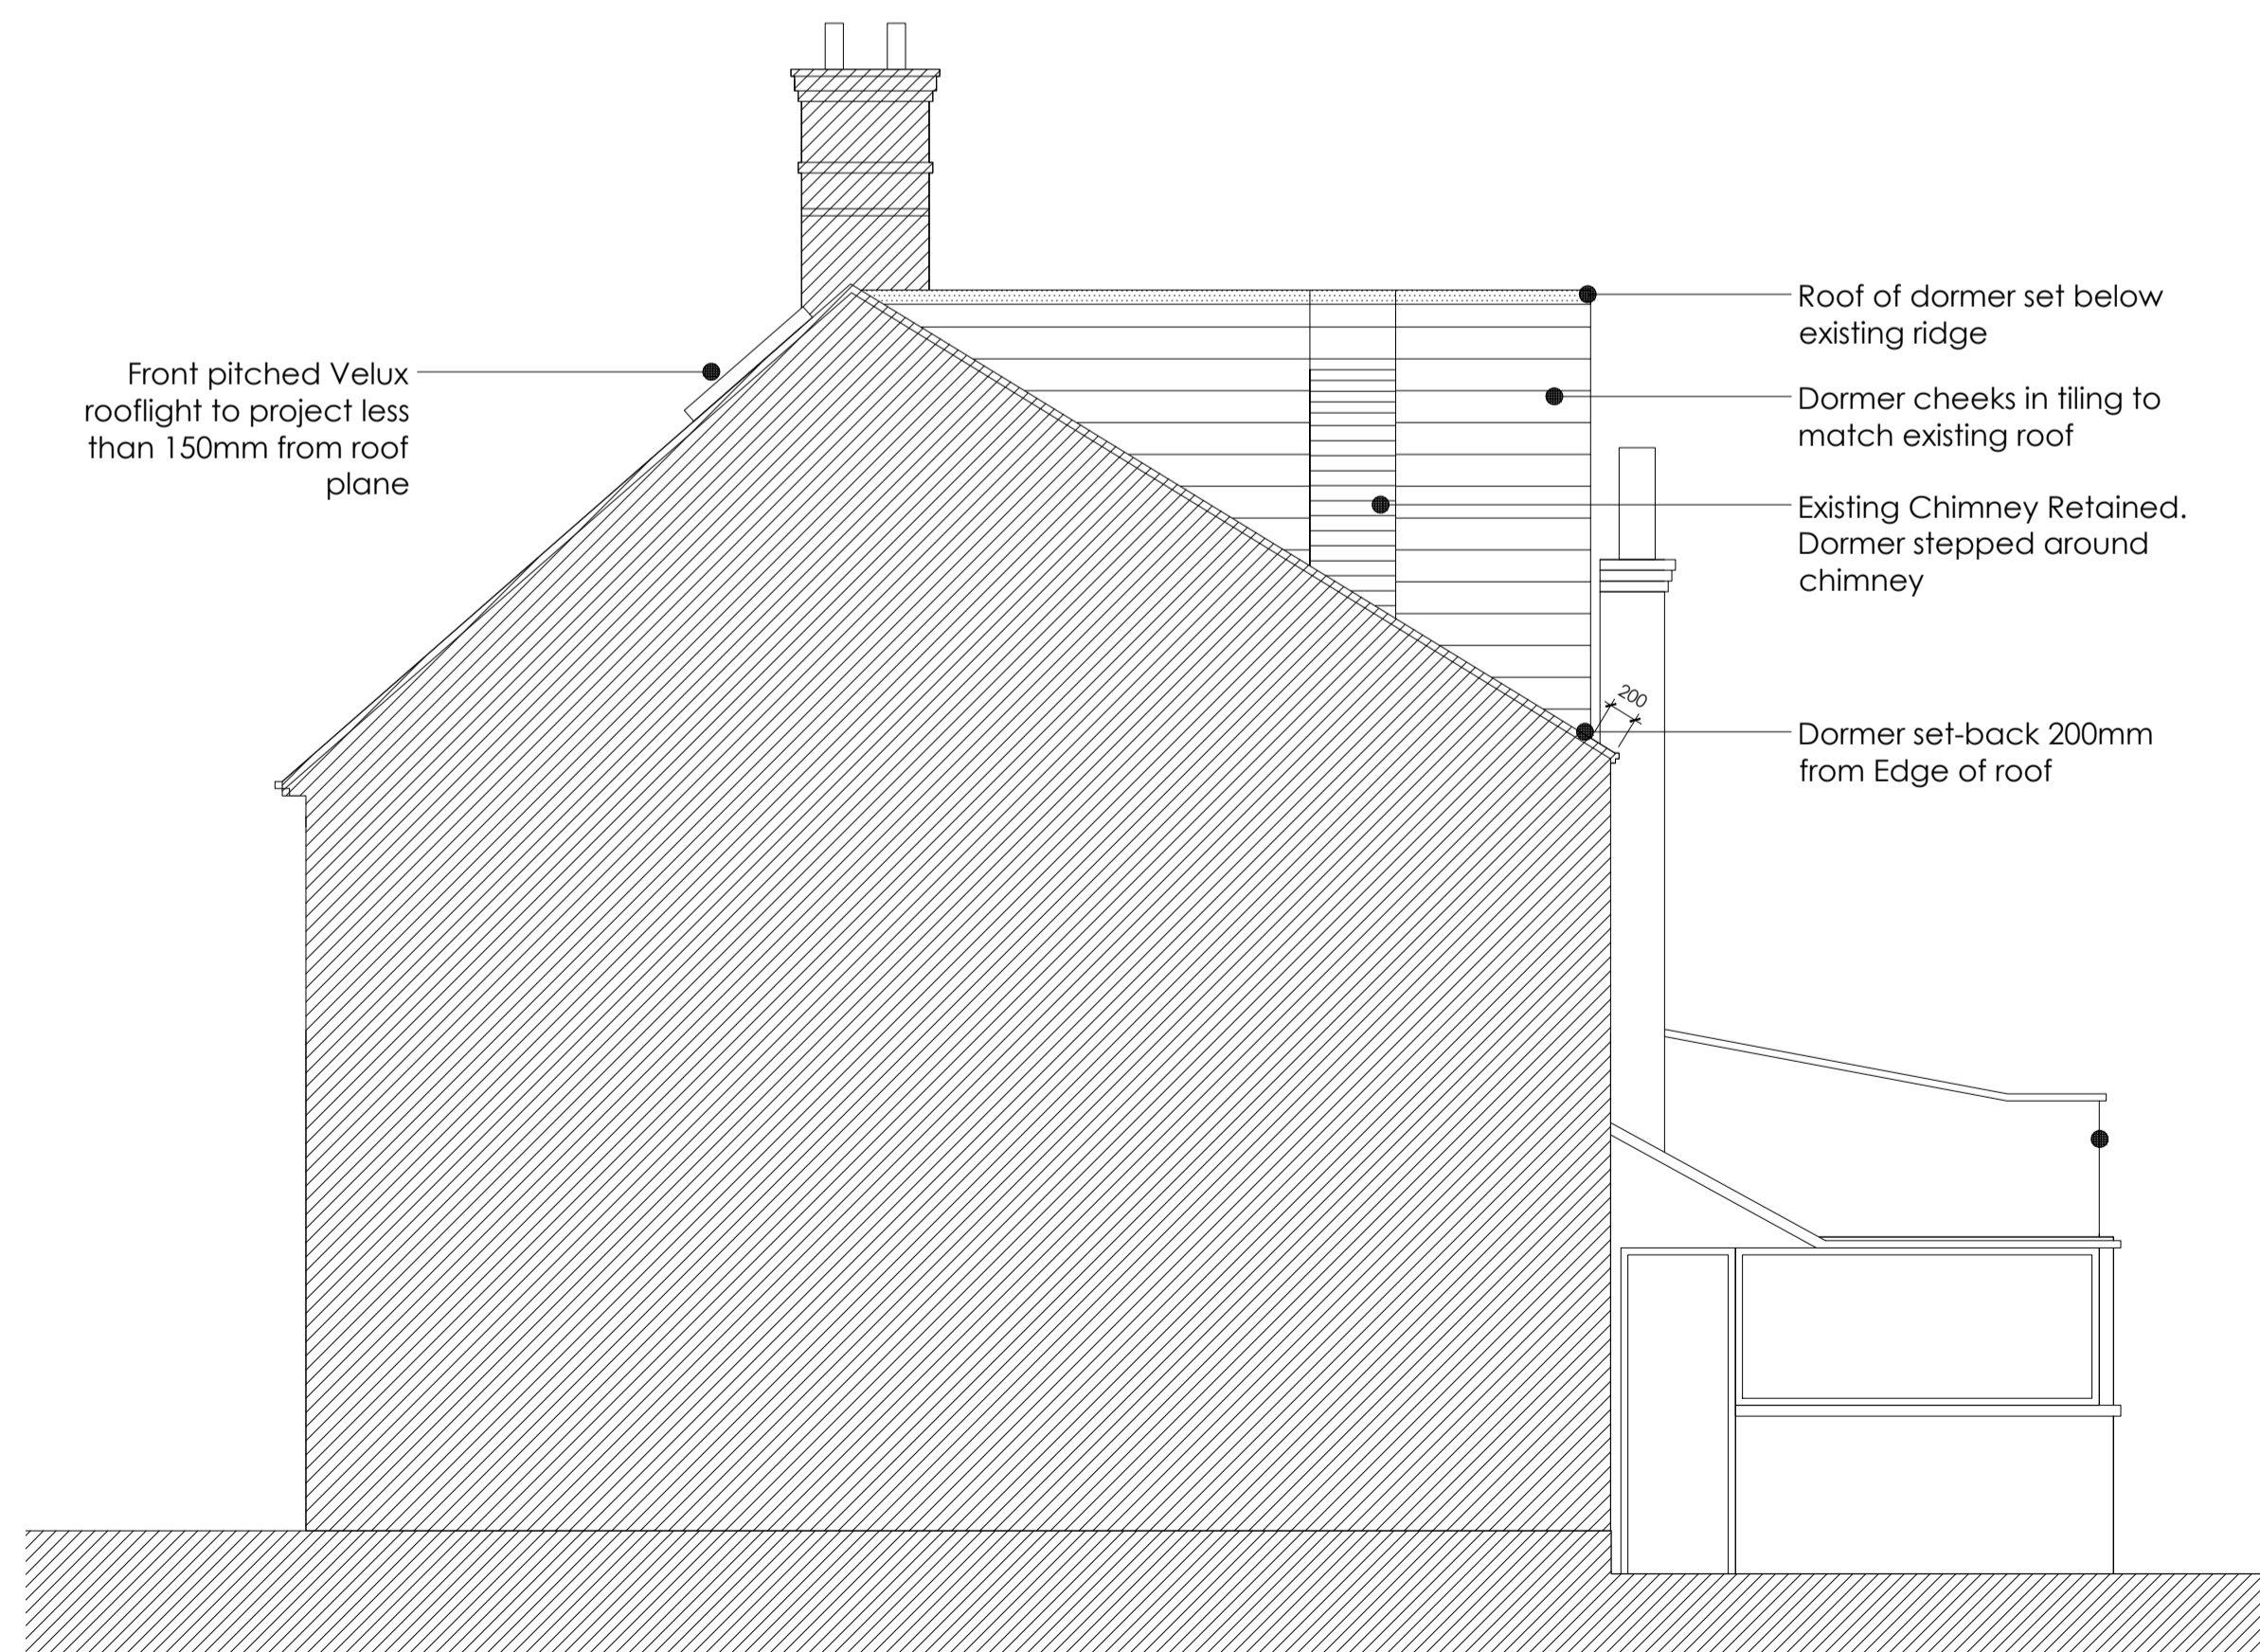 Front pitched Velux
rooflight to project less
than 150mm from roof
plane
Roof of dormer set below
existing ridge
Dormer cheeks in tiling to
match existing roof
Existing Chimney Retained.
Dormer stepped around
chimney
200
Dormer set-back 200mm
from Edge of roof